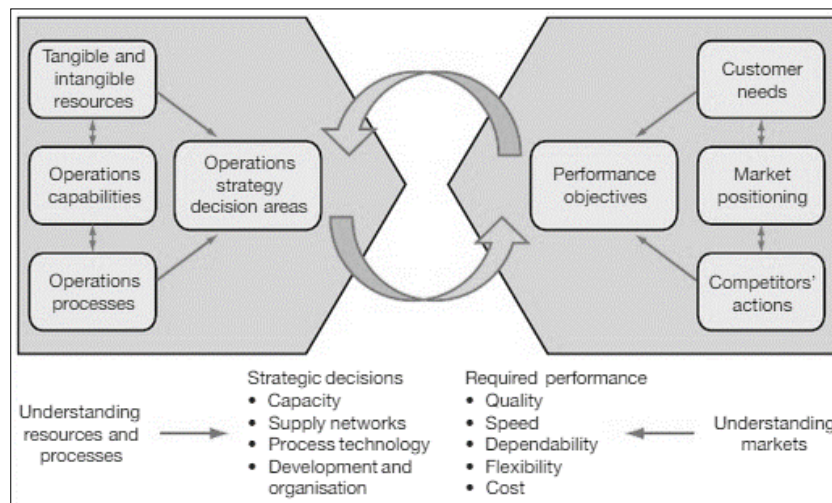 Tangible and
intangible
resources
Operations
capabilities
Operations
processes
Operations
strategy
decision areas
Performance
objectives
Customer
needs
Market
positioning
Competitors'
actions
Understanding
resources and
processes
Strategic decisions
• Capacity
• Supply networks
• Process technology
• Development and
organisation
Required performance
• Quality
• Speed
• Dependability
• Flexibility
• Cost
Understanding
markets